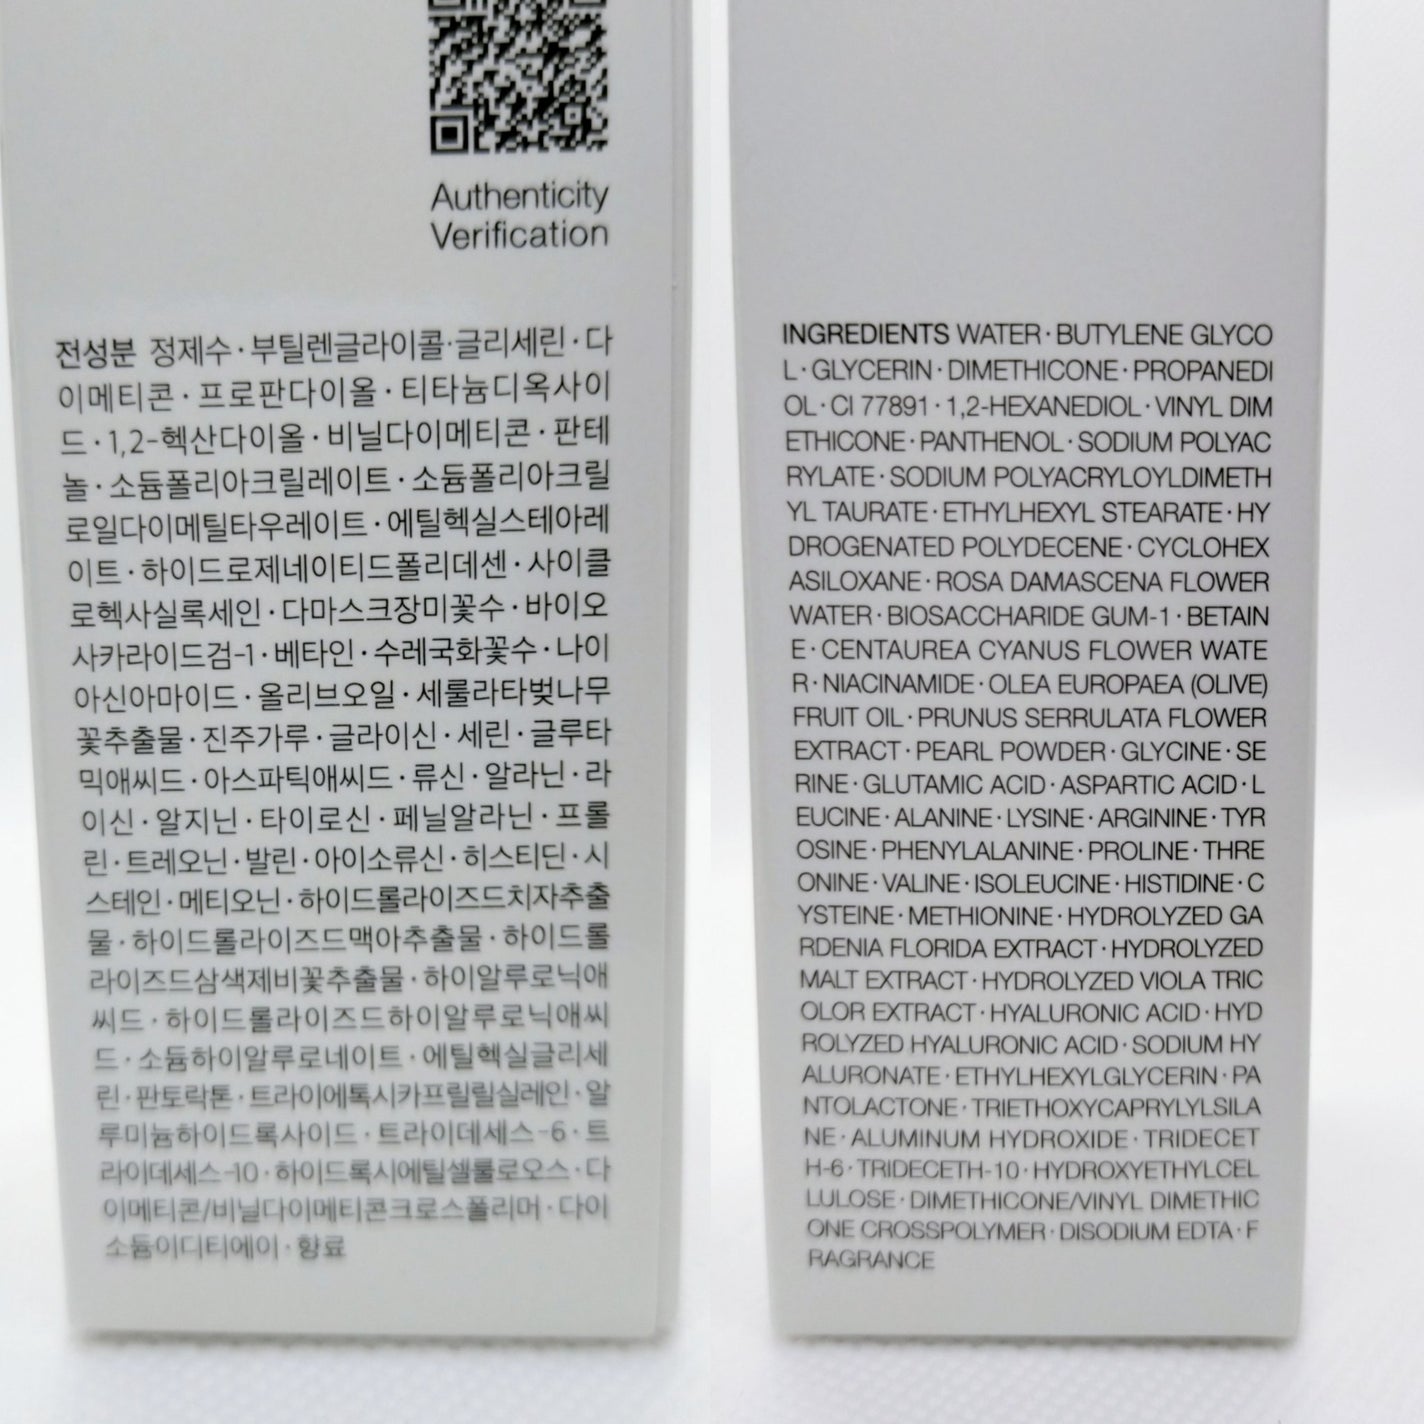 Authenticity
Verification
전성분 정제수·부틸렌글라이콜·글리세린·다
이메티콘·프로판다이올·티타늄디옥사이
드·1,2-헥산다이올·비닐다이메티콘·판테
놀·소듐폴리아크릴레이트·소듐폴리아크릴
로일다이메틸타우레이트·에틸헥실스테아레
이트·하이드로제네이티드폴리데센·사이클
로헥사실록세인·다마스크장미꽃수·바이오
사카라이드검-1·베타인·수레국화꽃수·나이
아신아마이드·올리브오일·세룰라타벚나무
꽃추출물·진주가루·글라이신·세린·글루타
믹애씨드·아스파틱애씨드·류신·알라닌·라
이신·알지닌·타이로신·페닐알라닌·프롤
린·트레오닌·발린·아이소류신·히스티딘·시
스테인·메티오닌·하이드롤라이즈드치자추출
물·하이드롤라이즈드맥아추출물·하이드롤
라이즈드삼색제비꽃추출물·하이알루로닉애
씨드·하이드롤라이즈드하이알루로닉애씨
드·소듐하이알루로네이트·에틸헥실글리세
린·판토락톤·트라이에톡시카프릴릴실레인·알
루미늄하이드록사이드·트라이데세스-6·트
라이데세스-10·하이드록시에틸셀룰로오스·다
이메티콘/비닐다이메티콘크로스폴리머·다이
소듐이디티에이·향료
INGREDIENTS WATER·BUTYLENE GLYCO
L·GLYCERIN·DIMETHICONE·PROPANEDI
OL·CI 77891·1,2-HEXANEDIOL·VINYL DIM
ETHICONE·PANTHENOL·SODIUM POLYAC
RYLATE·SODIUM POLYACRYLOYLDIMETH
YL TAURATE·ETHYLHEXYL STEARATE·HY
DROGENATED POLYDECENE·CYCLOHEX
ASILOXANE·ROSA DAMASCENA FLOWER
WATER·BIOSACCHARIDE GUM-1·BETAIN
E·CENTAUREA CYANUS FLOWER WATE
R·NIACINAMIDE·OLEA EUROPAEA (OLIVE)
FRUIT OIL·PRUNUS SERRULATA FLOWER
EXTRACT·PEARL POWDER·GLYCINE·SE
RINE·GLUTAMIC ACID·ASPARTIC ACID·L
EUCINE·ALANINE·LYSINE·ARGININE·TYR
OSINE·PHENYLALANINE·PROLINE·THRE
ONINE·VALINE·ISOLEUCINE·HISTIDINE·C
YSTEINE·METHIONINE·HYDROLYZED GA
RDENIA FLORIDA EXTRACT·HYDROLYZED
MALT EXTRACT·HYDROLYZED VIOLA TRIC
OLOR EXTRACT·HYALURONIC ACID·HYD
ROLYZED HYALURONIC ACID·SODIUM HY
ALURONATE·ETHYLHEXYLGLYCERIN·PA
NTOLACTONE·TRIETHOXYCAPRYLYLSILA
NE·ALUMINUM HYDROXIDE·TRIDECET
H-6·TRIDECETH-10·HYDROXYETHYLCEL
LULOSE·DIMETHICONE/VINYL DIMETHIC
ONE CROSSPOLYMER·DISODIUM EDTA·F
RAGRANCE